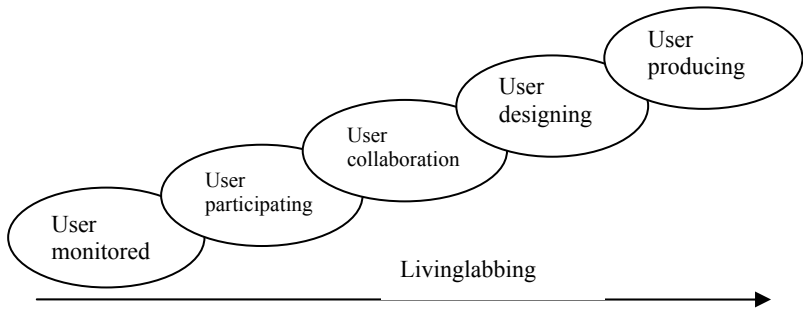 User
producing
User
designing
User
collaboration
User
participating
User
monitored
Livinglabbing